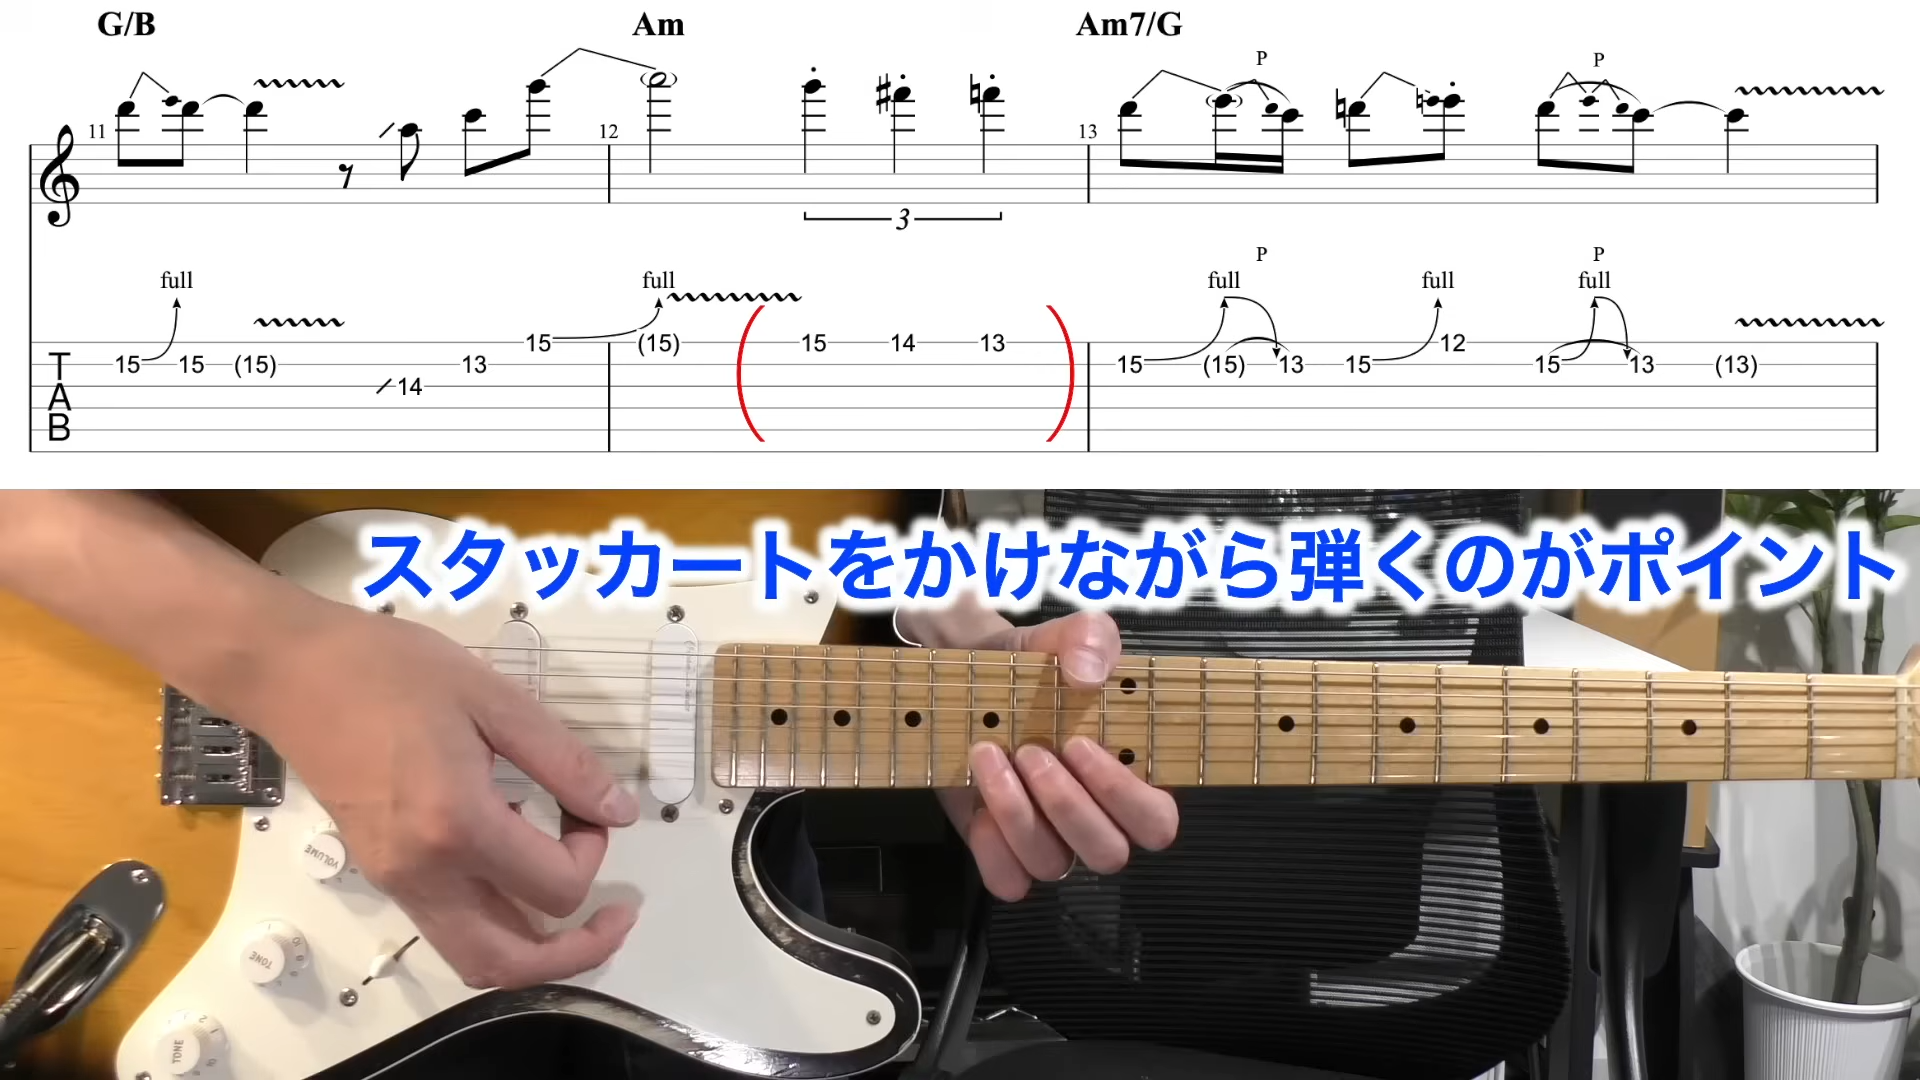 G/B Am Am7/G
P P
11 12 13
3
P P
full full full full full
15 (15) 15 14 13 12
T 15 15 (15) 13 15 (15) 13 15 15 13 (13)
A 14
B
スタッカートをかけながら弾くのがポイント
VOLUME
TONE
TONE